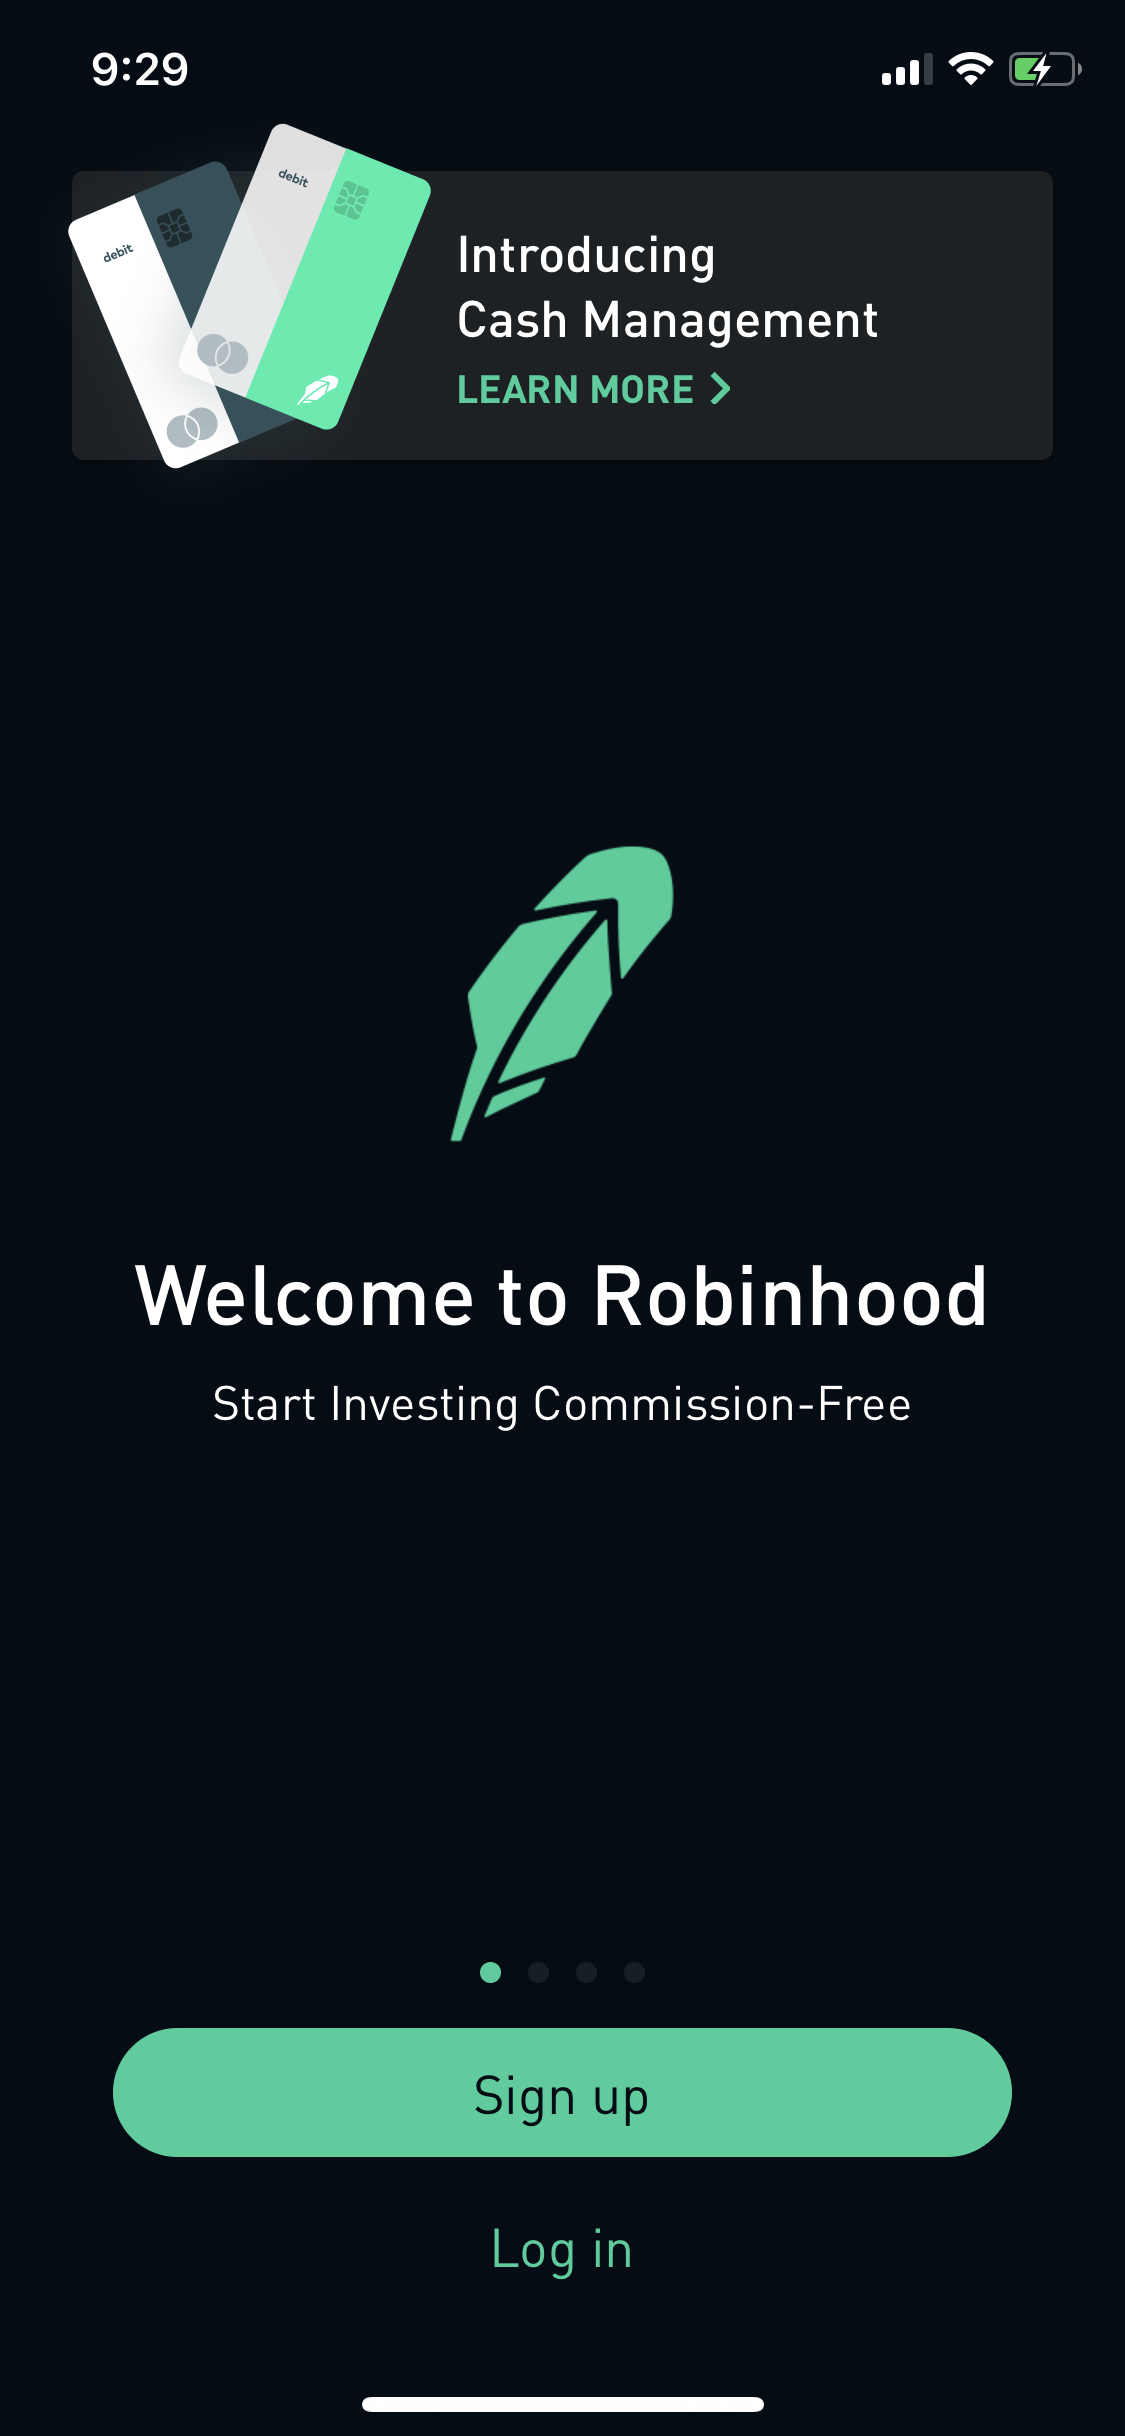 9:29
debit
debit
Introducing
Cash Management
LEARN MORE
Welcome to Robinhood
Start Investing Commission-Free
Sign up
Log in